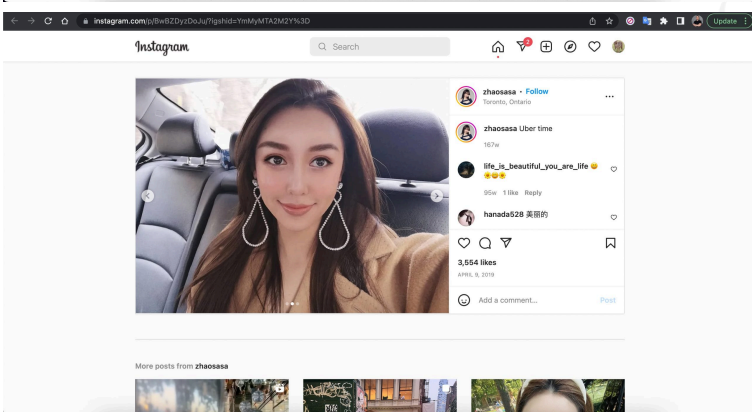 instagram.com/p/BwBZDyzDoJu/?igshid=YmMyMTA2M2Y%3D
Update
Instagram
Search
2
zhaosasa • Follow
Toronto, Ontario
zhaosasa Uber time
167w
life_is_beautiful_you_are_life 😀
☀️😀☀️
95w 1 like Reply
hanada528 美丽的
3,554 likes
APRIL 9, 2019
Add a comment...
Post
More posts from zhaosasa